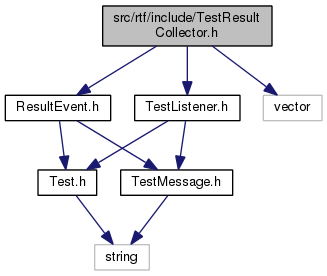 src/rtf/include/TestResult
Collector.h
ResultEvent.h
TestListener.h
vector
Test.h
TestMessage.h
string